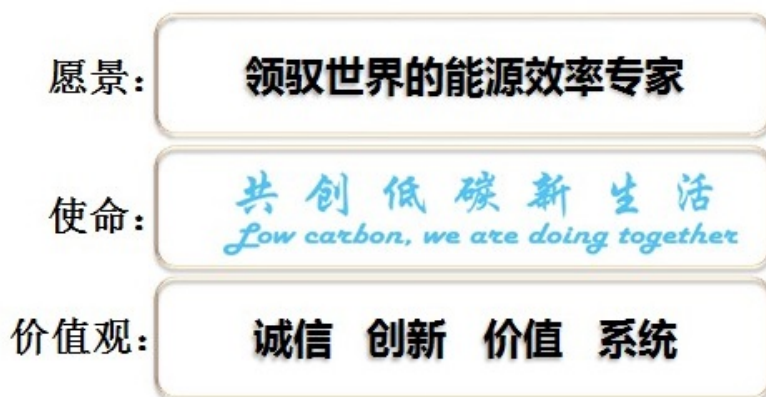 愿景： 领驭世界的能源效率专家
使命： 共创低碳新生活
Low carbon, we are doing together
价值观： 诚信 创新 价值 系统